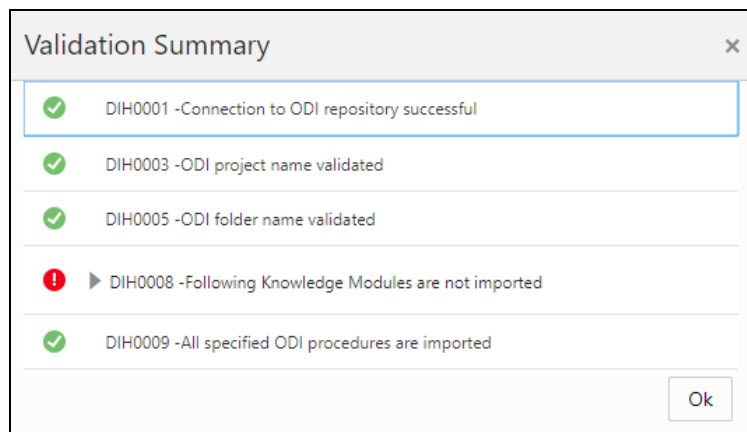 Validation Summary
DIH0001 -Connection to ODI repository successful
DIH0003 -ODI project name validated
DIH0005 -ODI folder name validated
DIH0008 -Following Knowledge Modules are not imported
DIH0009 -All specified ODI procedures are imported
Ok